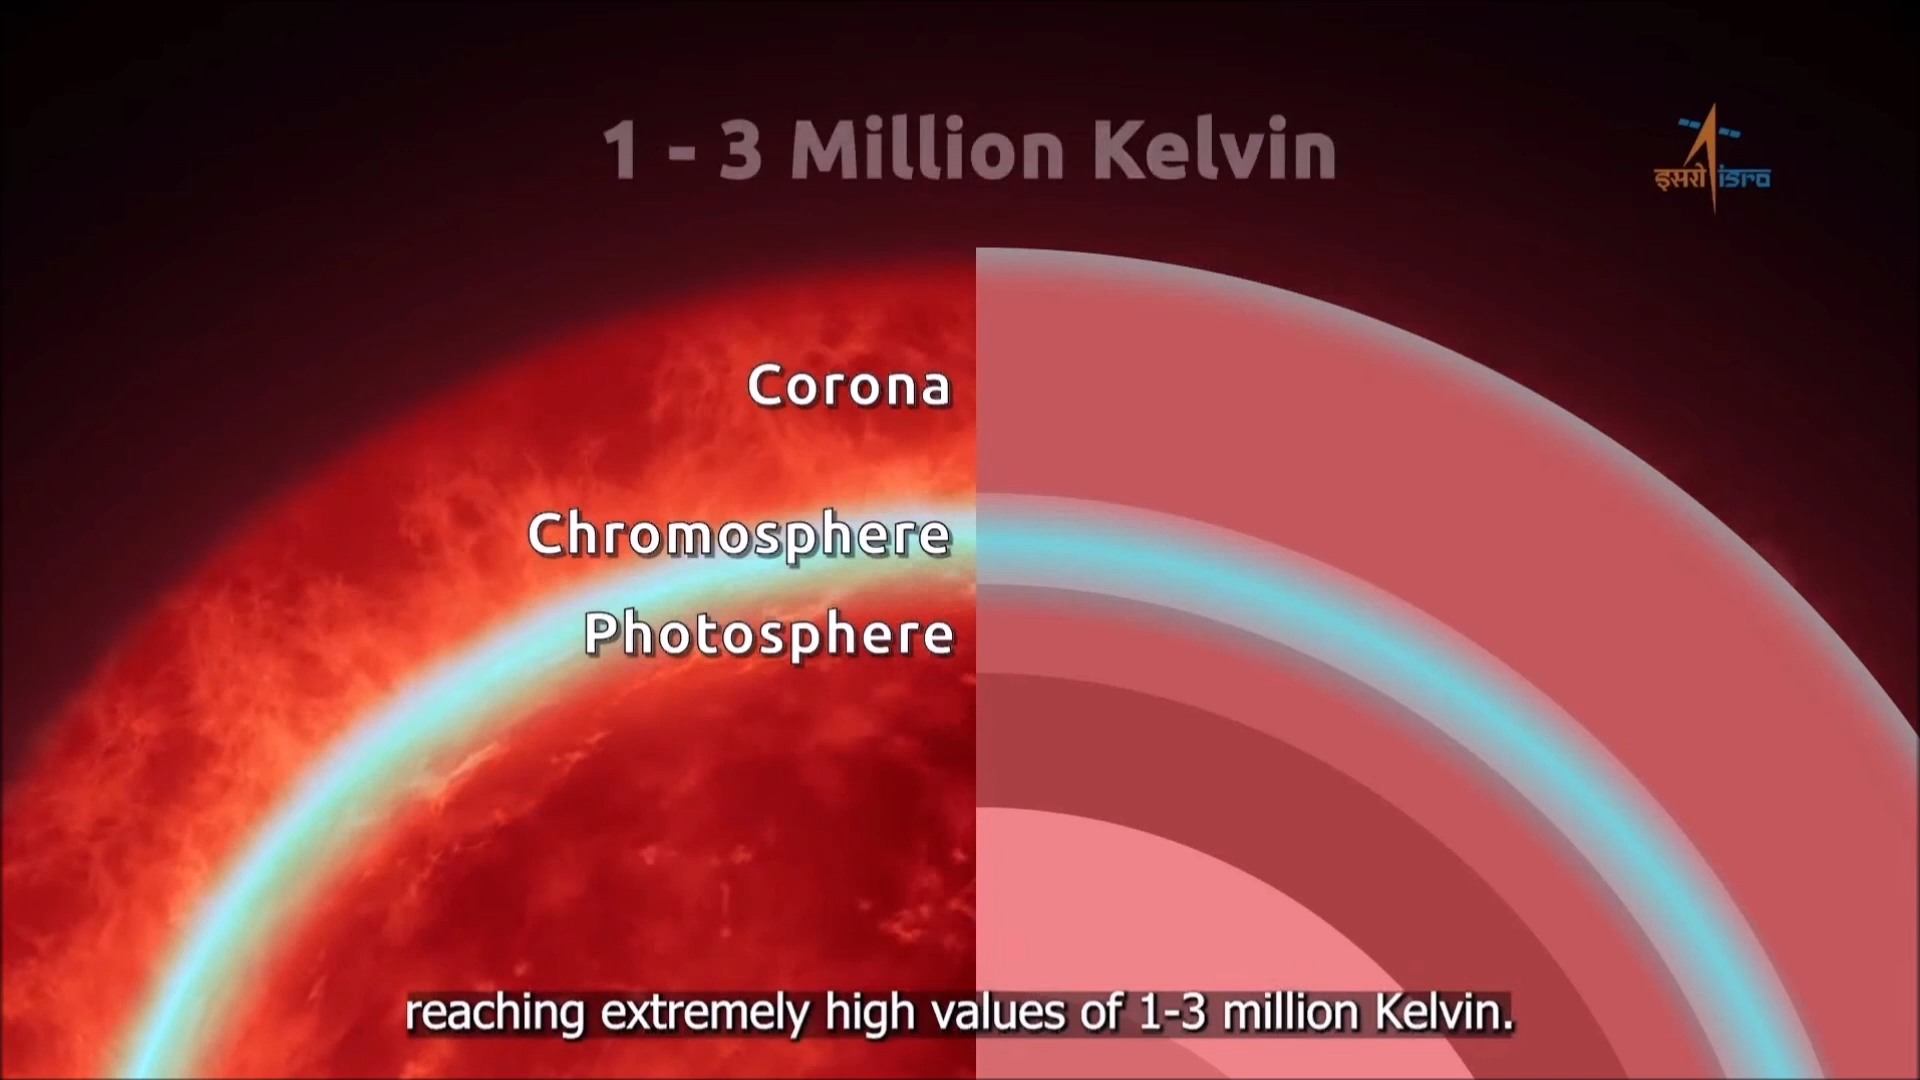 1 - 3 Million Kelvin
इसरो isro
Corona
Chromosphere
Photosphere
reaching extremely high values of 1-3 million Kelvin.